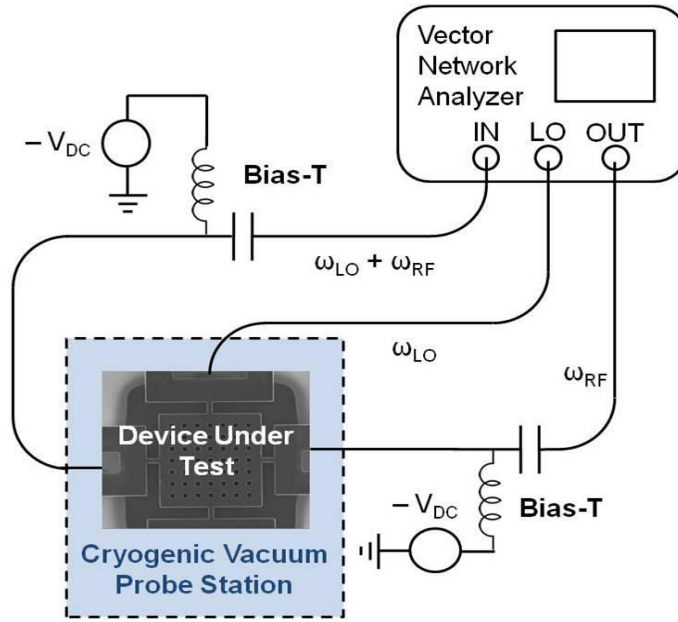 Vector
Network
Analyzer
IN LO OUT
– V_DC
Bias-T
ω_LO + ω_RF
ω_LO
ω_RF
Device Under
Test
– V_DC
Bias-T
Cryogenic Vacuum
Probe Station